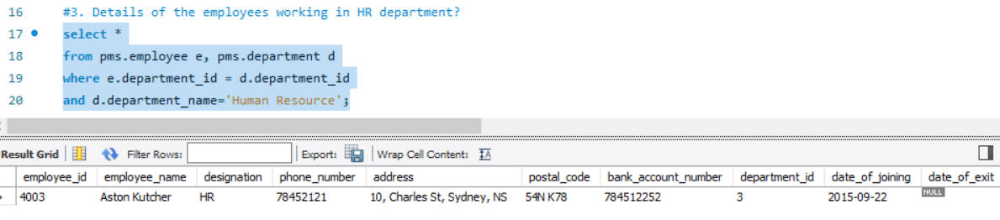 16 #3. Details of the employees working in HR department?
17 select *
18 from pms.employee e, pms.department d
19 where e.department_id = d.department_id
20 and d.department_name='Human Resource';
Result Grid Filter Rows: Export: Wrap Cell Content: IA
employee_id employee_name designation phone_number address postal_code bank_account_number department_id date_of_joining date_of_exit
4003 Aston Kutcher HR 78452121 10, Charles St, Sydney, NS 54N K78 784512252 3 2015-09-22 NULL